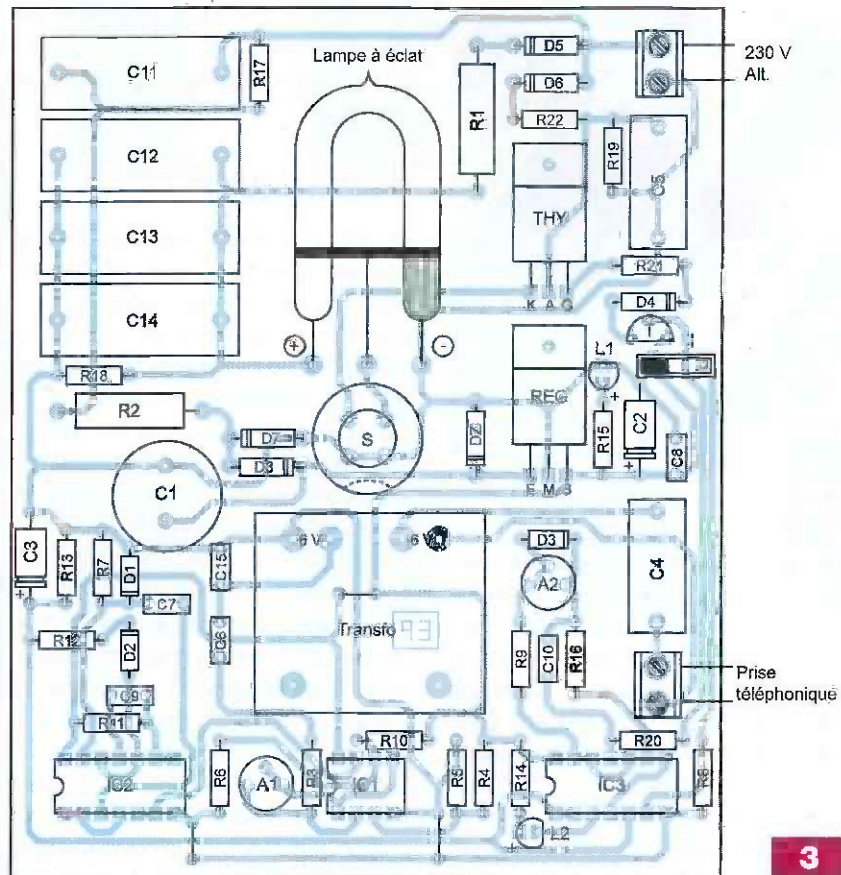 C11
R17
Lampe à éclat
D5
D6
R1
R22
230 V
Alt.
C12
R19
C5
THY
C13
R21
K A G
D4
C14
T
+
-
R18
L1
REG
R2
+
C2
R15
D7
S
C8
D3
C1
E M S
C3
6 V
6 V
D3
C4
R13
R7
D1
C15
A2
+
C7
Transfo
93
R12
D2
C6
R9
C10
R16
Prise
téléphonique
C9
R11
R10
R20
IC2
R6
A1
R3
IC1
R5
R4
R14
IC3
R8
+
L2
3